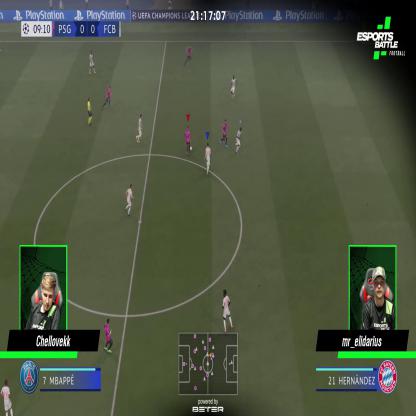 PlayStation
PlayStation
UEFA CHAMPIONS LEAGUE
21:17:07
PlayStation
PlayStation
09:10 PSG 0 0 FCB
ESPORTS
BATTLE
FOOTBALL
Chellovekk
mr_elidarius
7 MBAPPÉ
21 HERNÁNDEZ
powered by
BETER